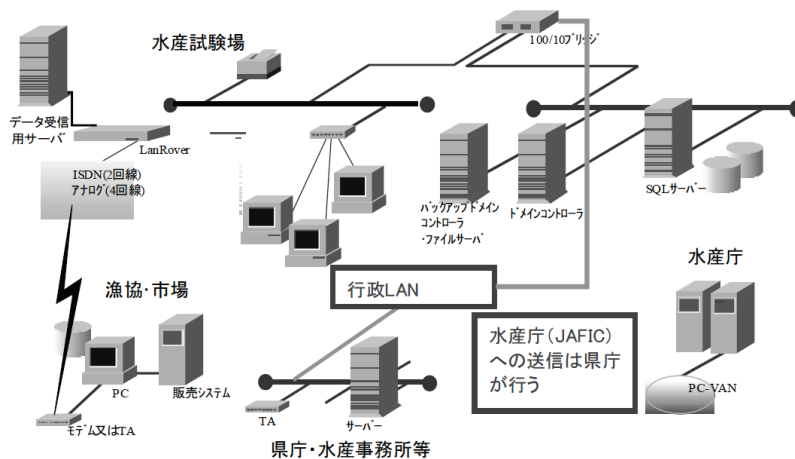 水産試験場
100/10ﾌﾞﾘｯｼﾞ
データ受信
用サーバ
LanRover
ISDN(2回線)
ｱﾅﾛｸﾞ(4回線)
ﾊﾞｯｸｱｯﾌﾟﾄﾞﾒｲﾝ
ｺﾝﾄﾛｰﾗ
・ﾌｧｲﾙｻｰﾊﾞ
ﾄﾞﾒｲﾝｺﾝﾄﾛｰﾗ
SQLサーバー
水産庁
漁協・市場
行政LAN
水産庁(JAFIC)
への送信は県庁
が行う
PC
販売システム
PC-VAN
ﾓﾃﾞﾑ又はTA
TA
サーバー
県庁・水産事務所等